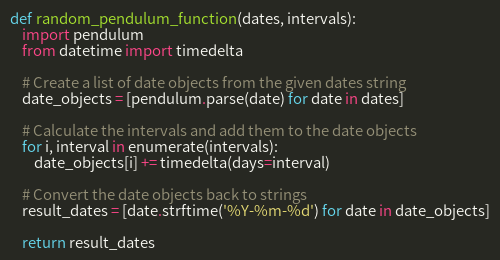 def random_pendulum_function(dates, intervals):
    import pendulum
    from datetime import timedelta

    # Create a list of date objects from the given dates string
    date_objects = [pendulum.parse(date) for date in dates]

    # Calculate the intervals and add them to the date objects
    for i, interval in enumerate(intervals):
        date_objects[i] += timedelta(days=interval)

    # Convert the date objects back to strings
    result_dates = [date.strftime('%Y-%m-%d') for date in date_objects]

    return result_dates